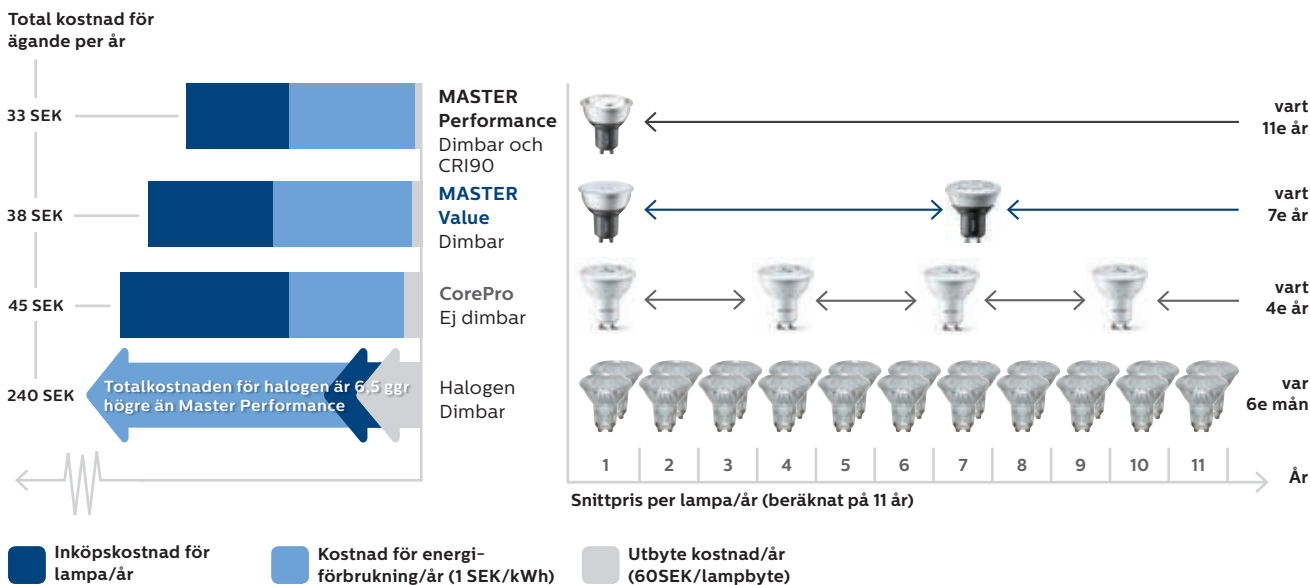 Total kostnad för
ägande per år
33 SEK
MASTER
Performance
Dimbar och
CRI90
vart
11e år
38 SEK
MASTER
Value
Dimbar
vart
7e år
45 SEK
CorePro
Ej dimbar
vart
4e år
240 SEK
Totalkostnaden för halogen är 6,5 ggr
högre än Master Performance
Halogen
Dimbar
var
6e mån
1 2 3 4 5 6 7 8 9 10 11
År
Snittpris per lampa/år (beräknat på 11 år)
Inköpskostnad för
lampa/år
Kostnad för energi-
förbrukning/år (1 SEK/kWh)
Utbyte kostnad/år
(60SEK/lampbyte)